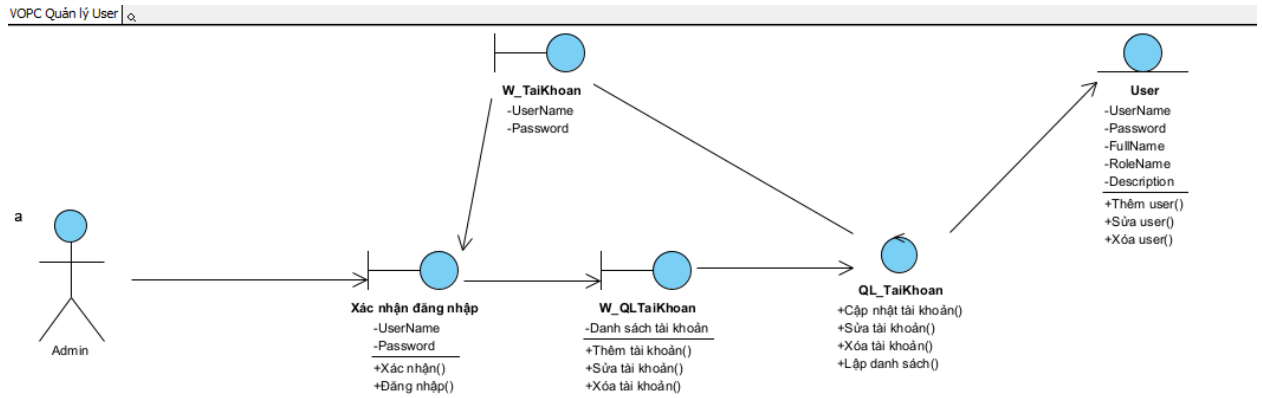 VOPC Quản lý User
W_TaiKhoan
-UserName
-Password
User
-UserName
-Password
-FullName
-RoleName
-Description
+Thêm user()
+Sửa user()
+Xóa user()
a
Admin
Xác nhận đăng nhập
-UserName
-Password
+Xác nhận()
+Đăng nhập()
W_QLTaiKhoan
-Danh sách tài khoản
+Thêm tài khoản()
+Sửa tài khoản()
+Xóa tài khoản()
QL_TaiKhoan
+Cập nhật tài khoản()
+Sửa tài khoản()
+Xóa tài khoản()
+Lập danh sách()